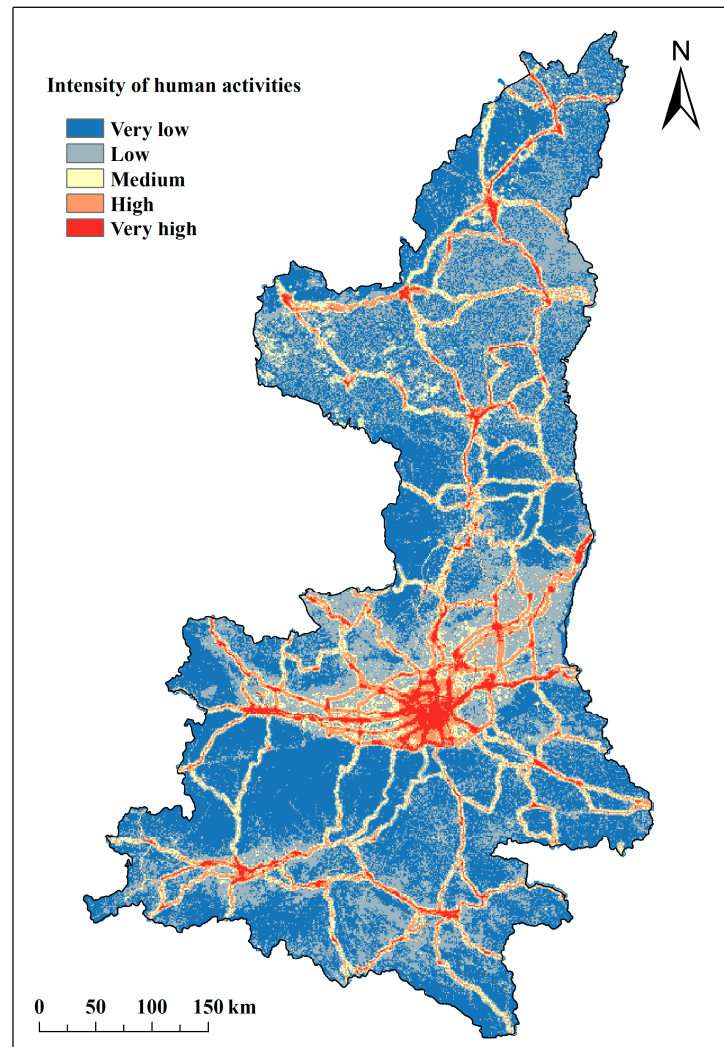 N
Intensity of human activities
Very low
Low
Medium
High
Very high
0 50 100 150 km